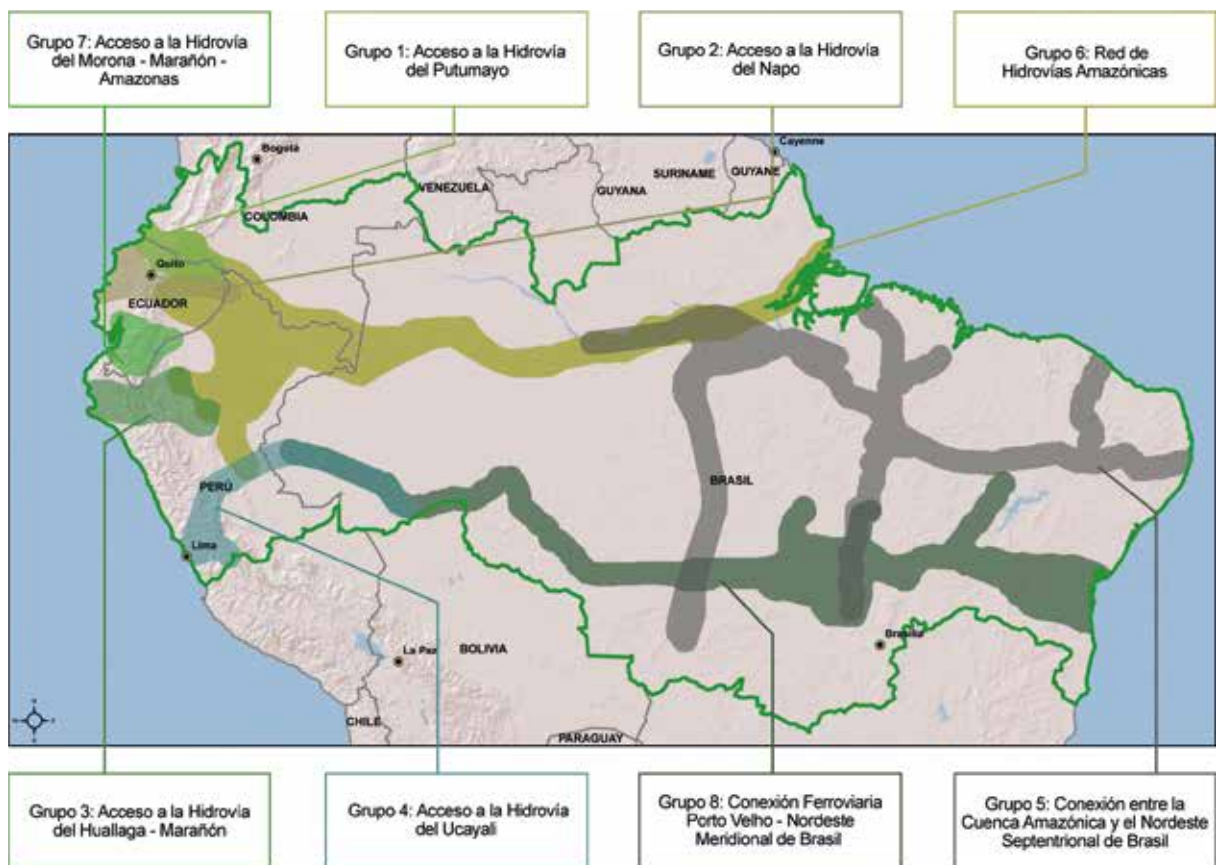 Grupo 7: Acceso a la Hidrovía
del Morona - Marañón -
Amazonas
Grupo 1: Acceso a la Hidrovía
del Putumayo
Grupo 2: Acceso a la Hidrovía
del Napo
Grupo 6: Red de
Hidrovías Amazónicas
Bogotá
Cayenne
VENEZUELA
SURINAME
GUYANE
GUYANA
COLOMBIA
Quito
ECUADOR
PERÚ
BRASIL
Lima
Brasilia
La Paz
BOLIVIA
CHILE
PARAGUAY
Grupo 3: Acceso a la Hidrovía
del Huallaga - Marañón
Grupo 4: Acceso a la Hidrovía
del Ucayali
Grupo 8: Conexión Ferroviaria
Porto Velho - Nordeste
Meridional de Brasil
Grupo 5: Conexión entre la
Cuenca Amazónica y el Nordeste
Septentrional de Brasil